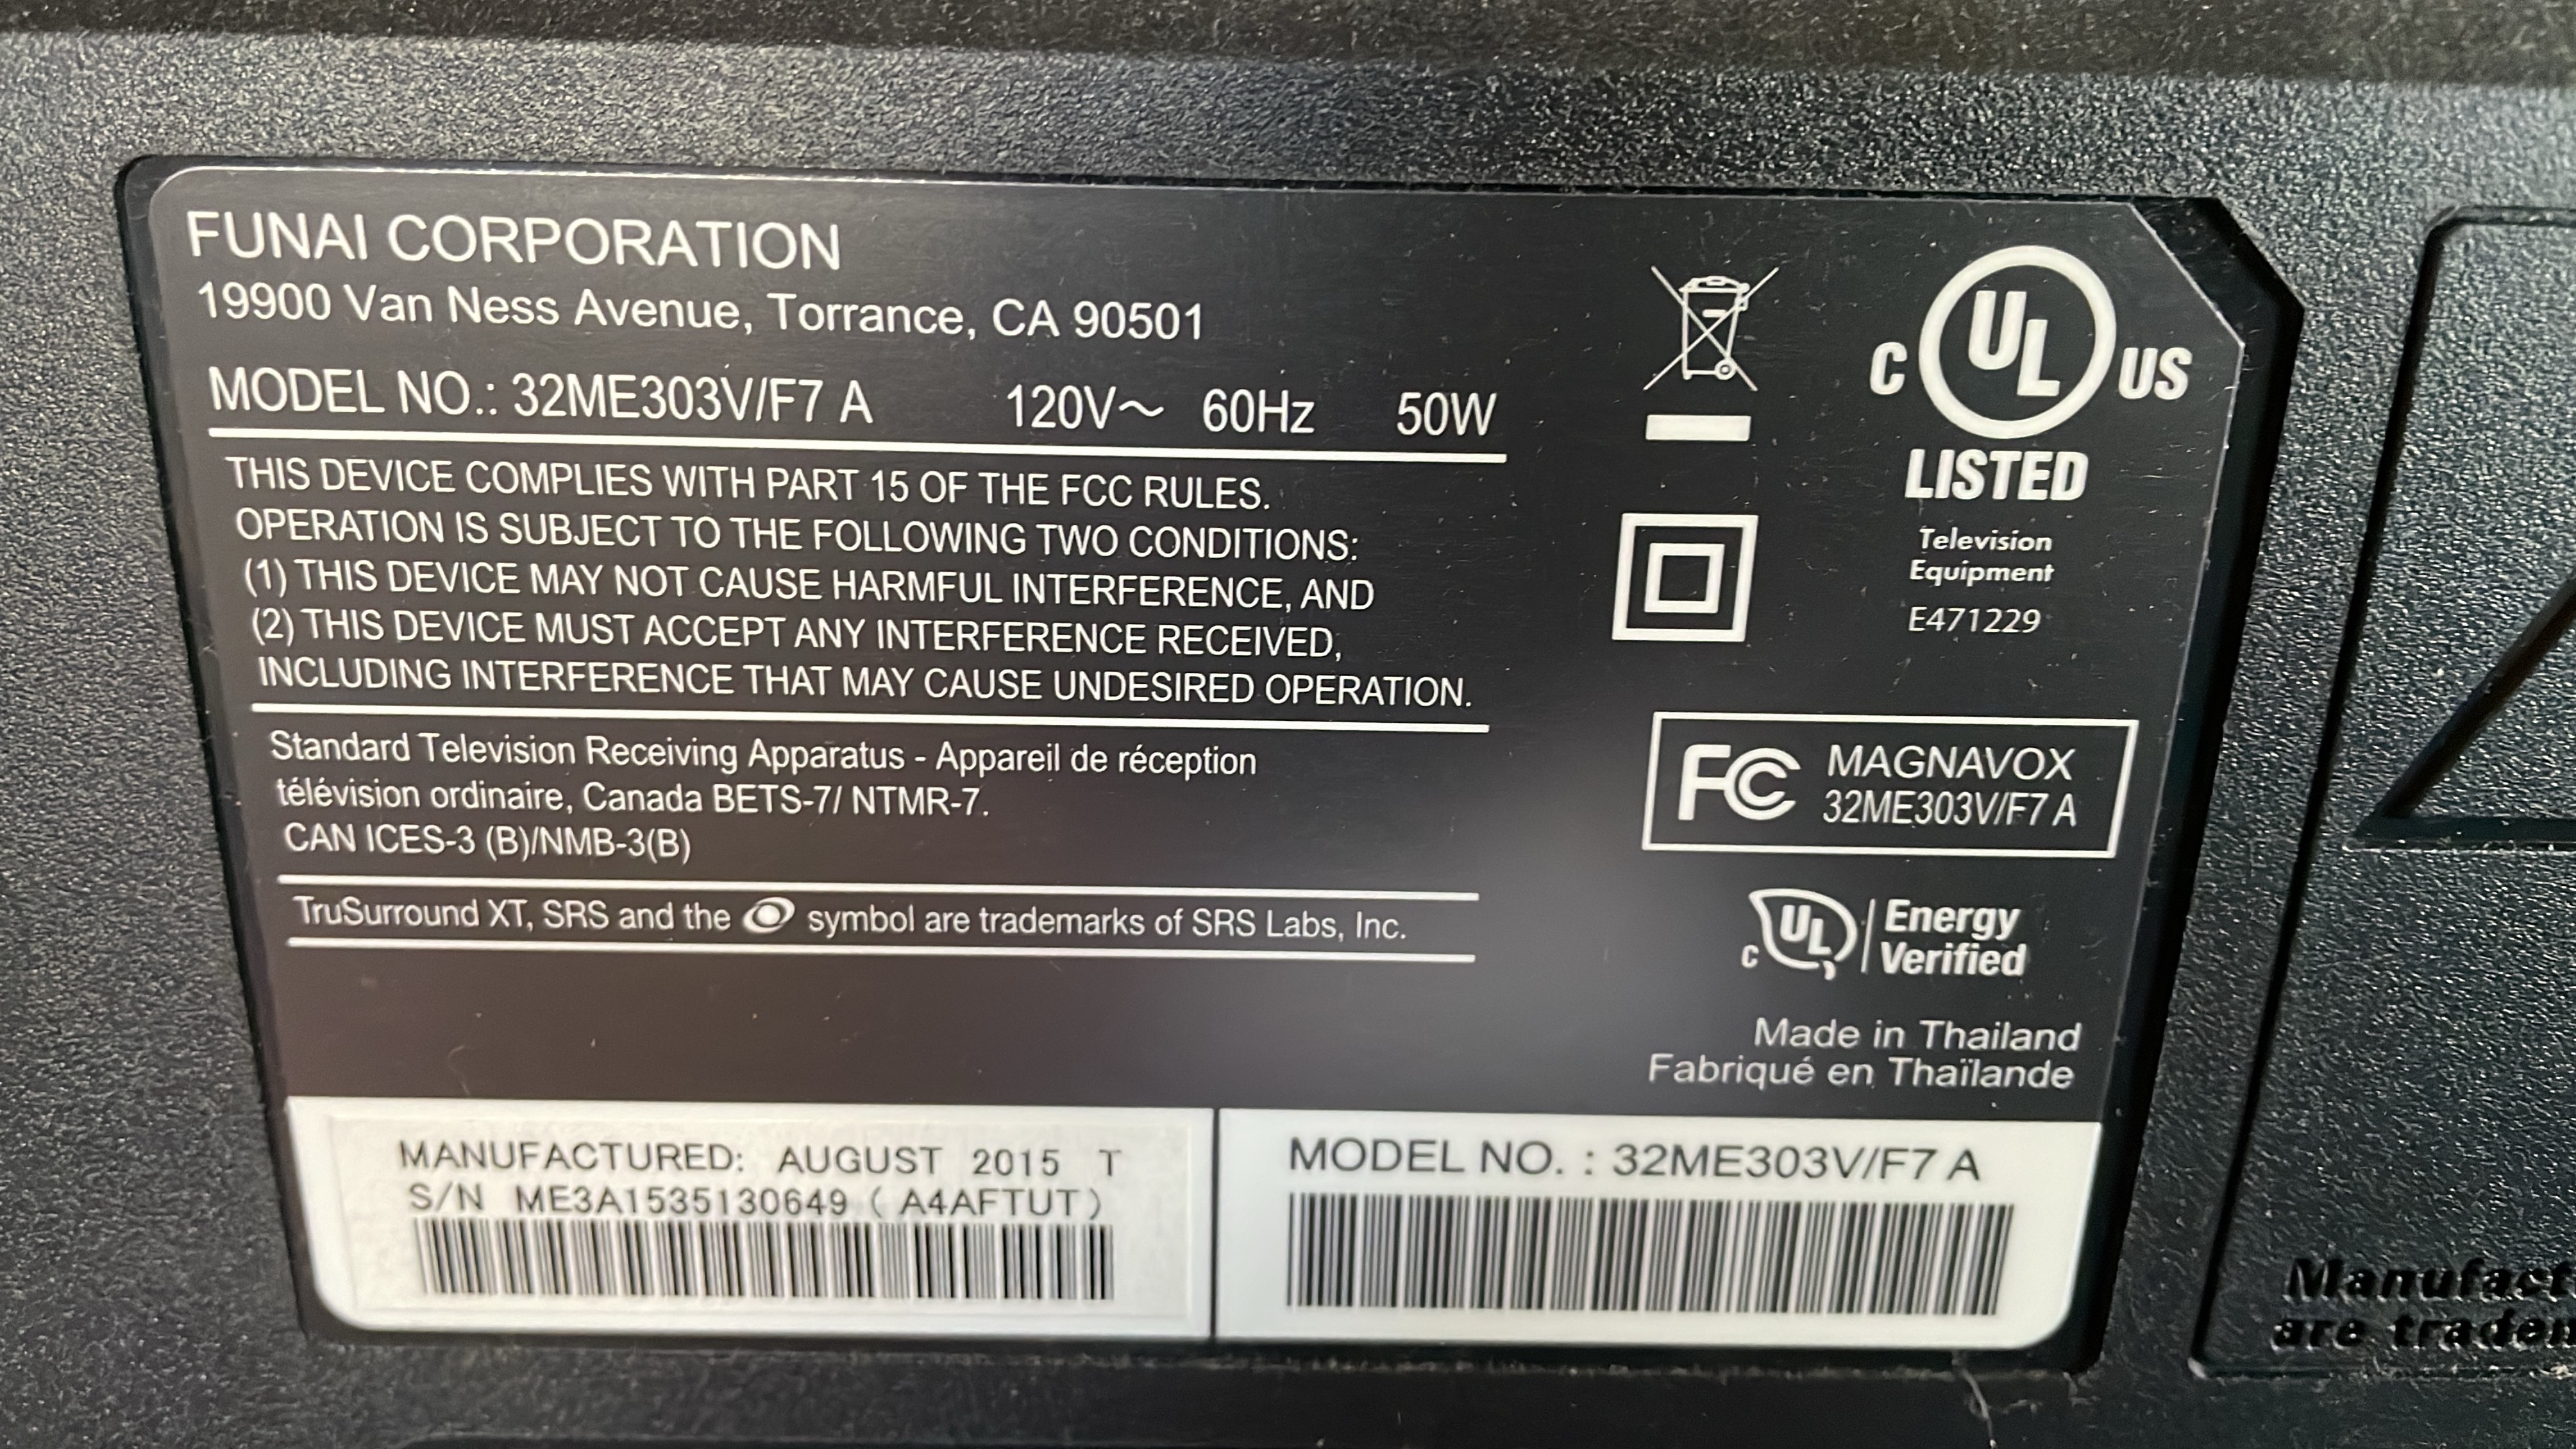 FUNAI CORPORATION
19900 Van Ness Avenue, Torrance, CA 90501
MODEL NO.: 32ME303V/F7 A 120V~ 60Hz 50W
THIS DEVICE COMPLIES WITH PART 15 OF THE FCC RULES.
OPERATION IS SUBJECT TO THE FOLLOWING TWO CONDITIONS:
(1) THIS DEVICE MAY NOT CAUSE HARMFUL INTERFERENCE, AND
(2) THIS DEVICE MUST ACCEPT ANY INTERFERENCE RECEIVED,
INCLUDING INTERFERENCE THAT MAY CAUSE UNDESIRED OPERATION.
Standard Television Receiving Apparatus - Appareil de réception
télévision ordinaire, Canada BETS-7/ NTMR-7.
CAN ICES-3 (B)/NMB-3(B)
TruSurround XT, SRS and the symbol are trademarks of SRS Labs, Inc.
C UL US
LISTED
Television
Equipment
E471229
FC MAGNAVOX
32ME303V/F7 A
c UL Energy
Verified
Made in Thailand
Fabriqué en Thaïlande
MANUFACTURED: AUGUST 2015 T
S/N ME3A1535130649 ( A4AFTUT)
MODEL NO. : 32ME303V/F7 A
are